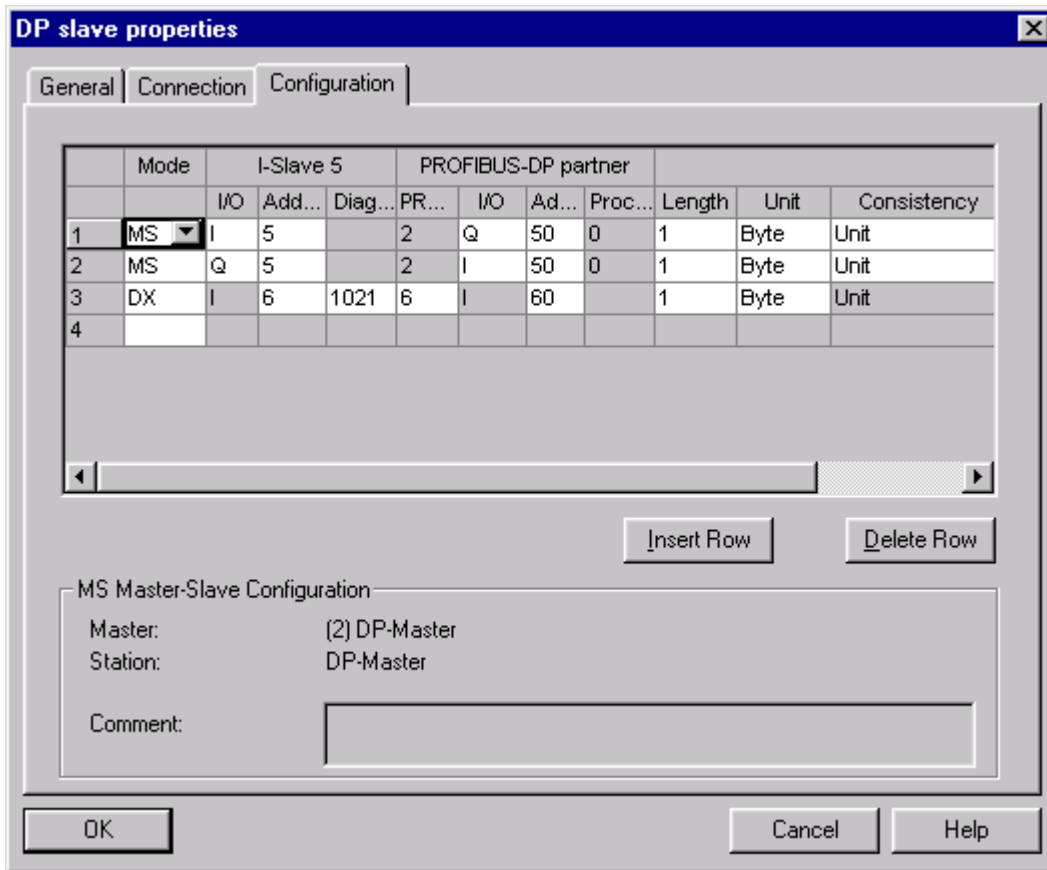 DP slave properties
General Connection Configuration
Mode I-Slave 5 PROFIBUS-DP partner
I/O Add... Diag... PR... I/O Ad... Proc... Length Unit Consistency
1 MS I 5 2 Q 50 0 1 Byte Unit
2 MS Q 5 2 I 50 0 1 Byte Unit
3 DX I 6 1021 6 I 60 1 Byte Unit
4
Insert Row Delete Row
MS Master-Slave Configuration
Master: (2) DP-Master
Station: DP-Master
Comment:
OK Cancel Help